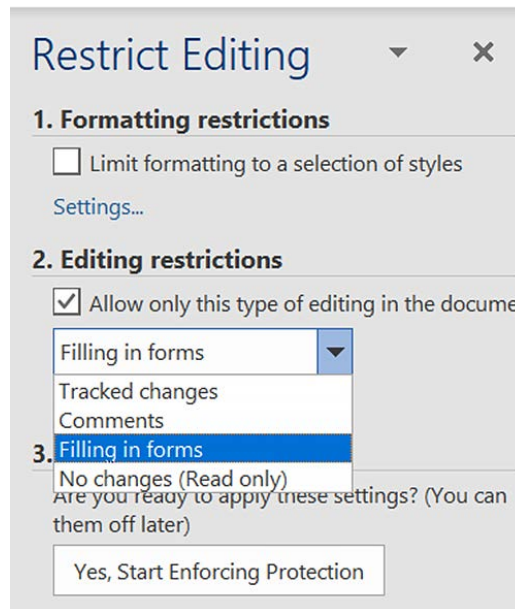 Restrict Editing
1. Formatting restrictions
Limit formatting to a selection of styles
Settings...
2. Editing restrictions
Allow only this type of editing in the docume
Filling in forms
Tracked changes
Comments
Filling in forms
3.
No changes (Read only)
Are you ready to apply these settings? (You can
them off later)
Yes, Start Enforcing Protection